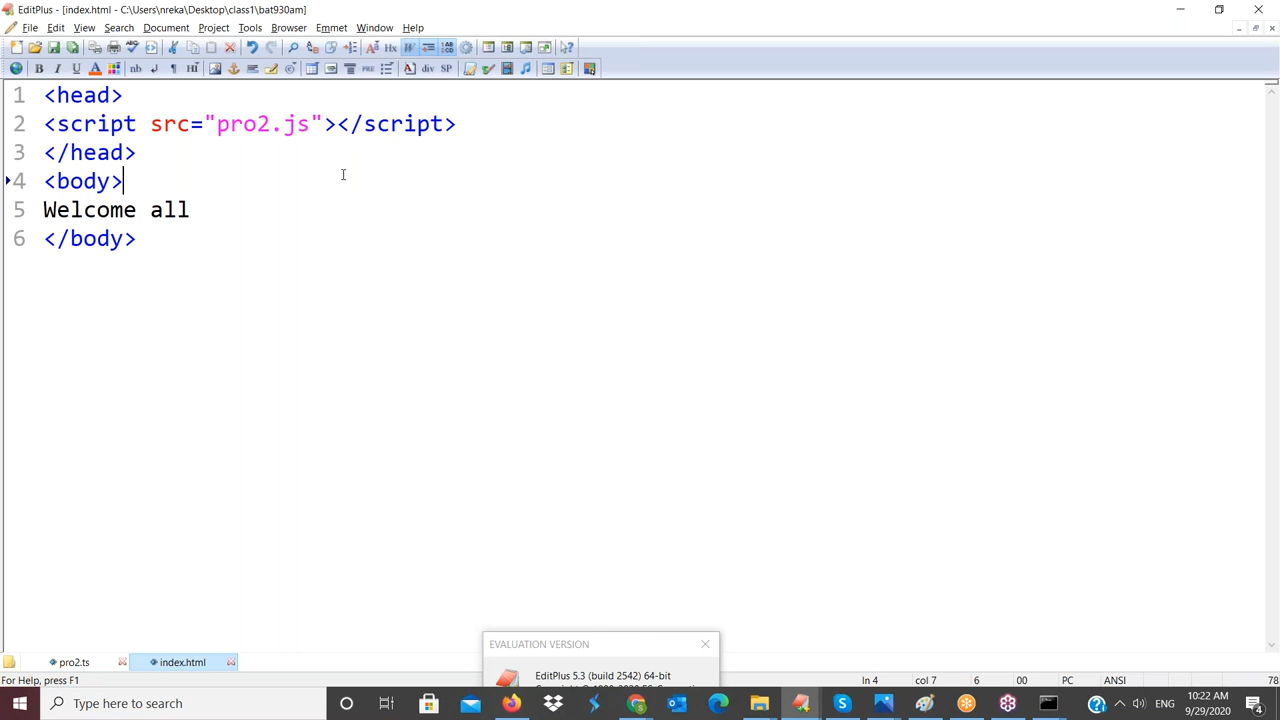 EditPlus - [index.html - C:\Users\nreka\Desktop\class1\bat930am]
File Edit View Search Document Project Tools Browser Emmet Window Help
1 <head>
2 <script src="pro2.js"></script>
3 </head>
4 <body>
5 Welcome all
6 </body>
EVALUATION VERSION
EditPlus 5.3 (build 2542) 64-bit
pro2.ts index.html
For Help, press F1 ln 4 col 7 6 00 PC ANSI 78
Type here to search
ENG
10:22 AM
9/29/2020
4